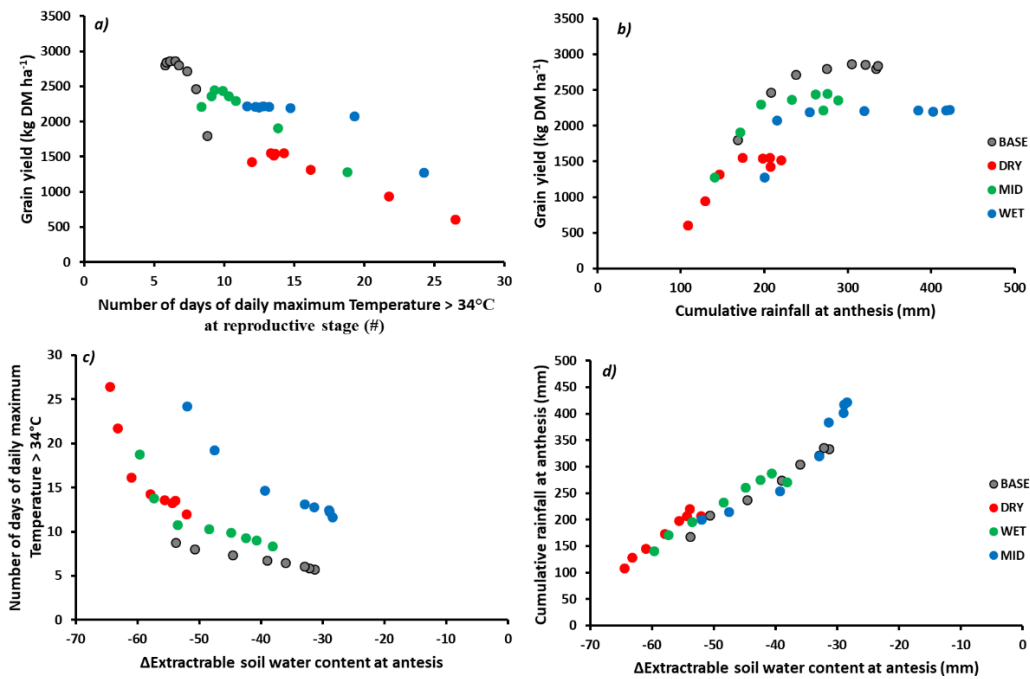 a)
Grain yield (kg DM ha⁻¹)
3500
3000
2500
2000
1500
1000
500
0
0 5 10 15 20 25 30
Number of days of daily maximum Temperature > 34°C
at reproductive stage (#)
b)
Grain yield (kg DM ha⁻¹)
3500
3000
2500
2000
1500
1000
500
0
0 100 200 300 400 500
Cumulative rainfall at anthesis (mm)
BASE
DRY
MID
WET
c)
Number of days of daily maximum
Temperature > 34°C
30
25
20
15
10
5
0
-70 -60 -50 -40 -30 -20 -10 0
ΔExtractrable soil water content at antesis
d)
Cumulative rainfall at anthesis (mm)
500
450
400
350
300
250
200
150
100
50
0
-70 -60 -50 -40 -30 -20 -10 0
ΔExtractrable soil water content at antesis (mm)
BASE
DRY
WET
MID